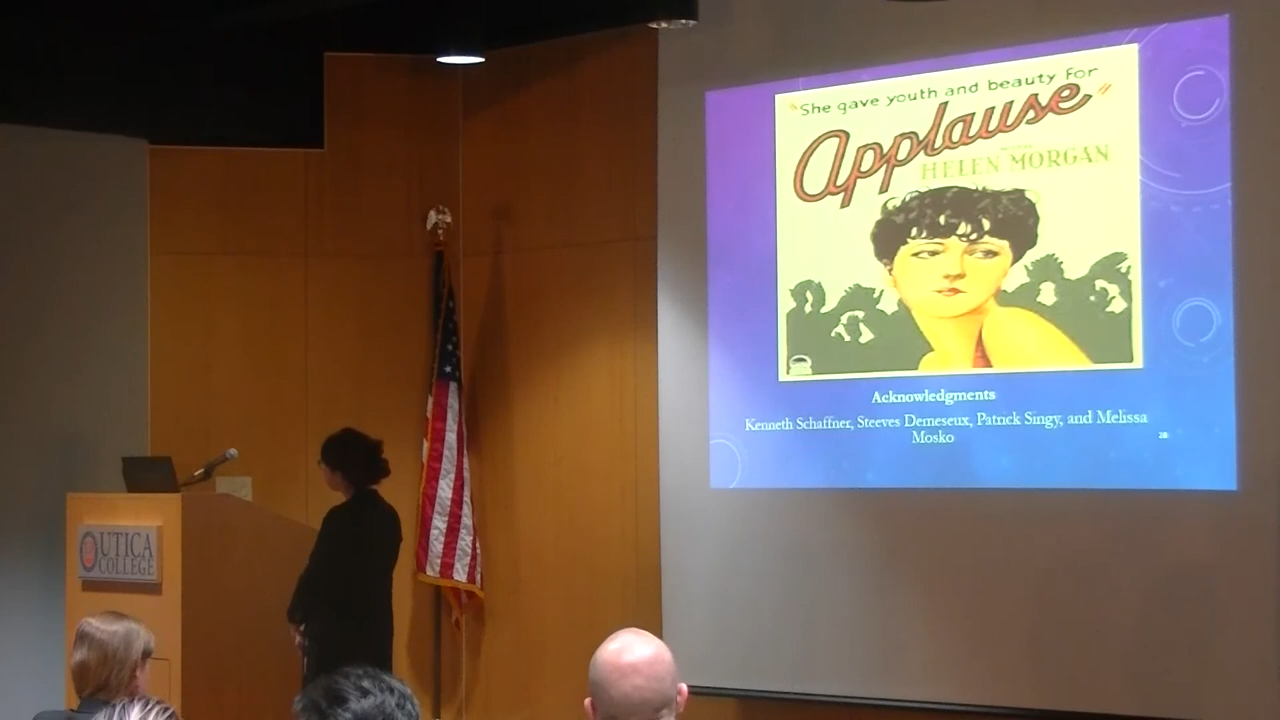 "She gave youth and beauty for
Applause"
WITH
HELEN MORGAN
Acknowledgments
Kenneth Schaffner, Steeves Demeseux, Patrick Singy, and Melissa
Mosko
28
UTICA
COLLEGE